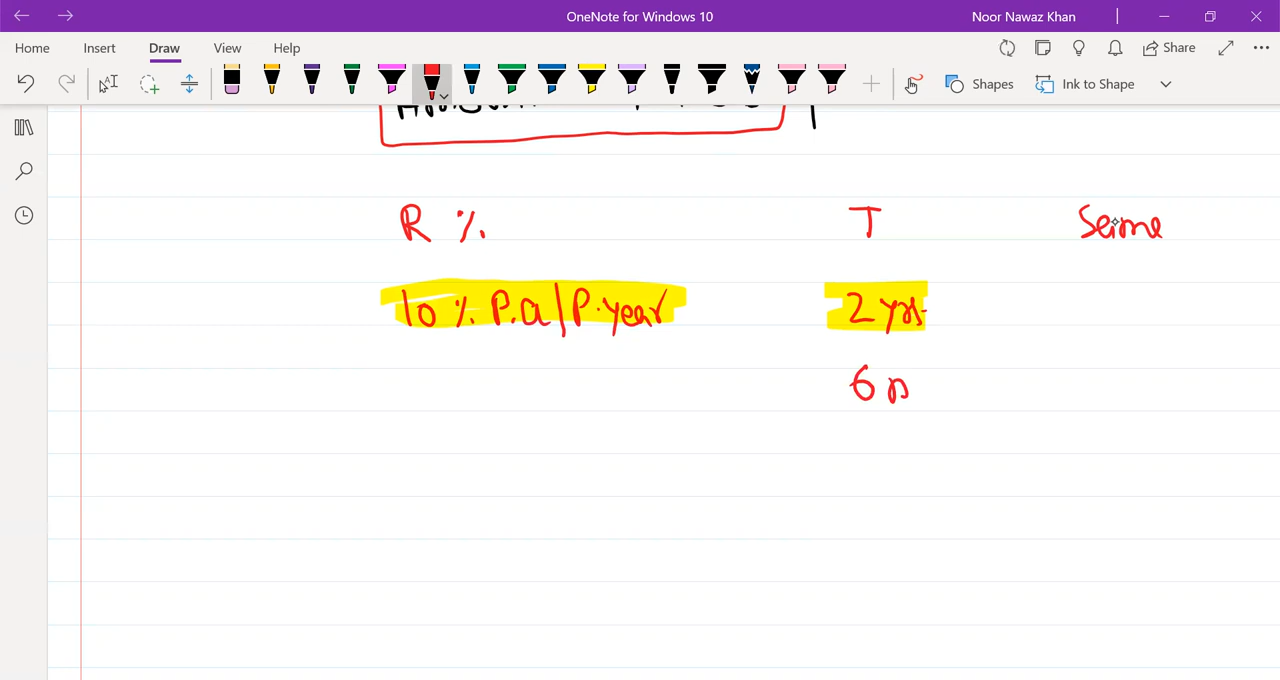 OneNote for Windows 10
Noor Nawaz Khan
Home Insert Draw View Help
Share
Shapes
Ink to Shape
R % T Seime
10 % P.a | P.year 2 yrs.
6 n